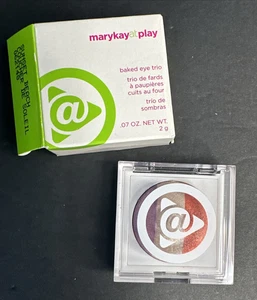 marykay@play
baked eye trio
trio de fards
à paupières
cuits au four
trio de
sombras
.07 OZ. NET WT.
2 g
@
@